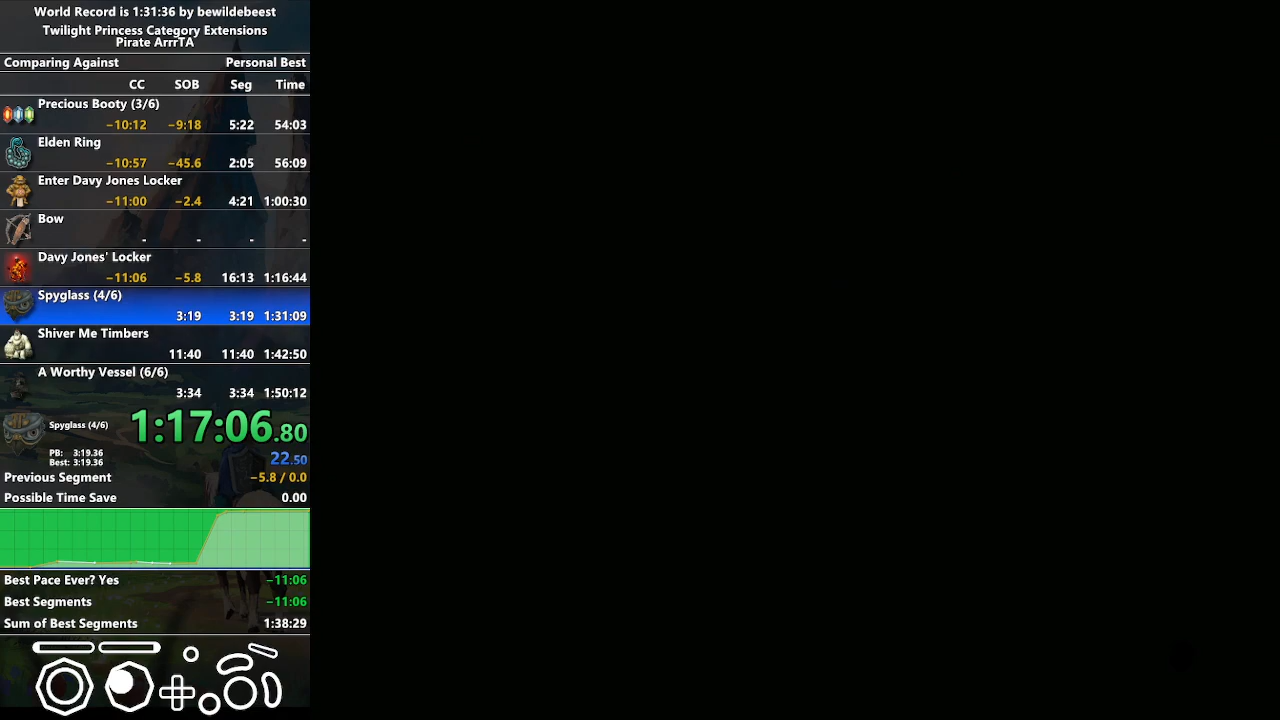 World Record is 1:31:36 by bewildebeest
Twilight Princess Category Extensions
Pirate ArrrTA
Comparing Against Personal Best
CC SOB Seg Time
Precious Booty (3/6)
−10:12 −9:18 5:22 54:03
Elden Ring
−10:57 −45.6 2:05 56:09
Enter Davy Jones Locker
−11:00 −2.4 4:21 1:00:30
Bow
- - - -
Davy Jones' Locker
−11:06 −5.8 16:13 1:16:44
Spyglass (4/6)
3:19 3:19 1:31:09
Shiver Me Timbers
11:40 11:40 1:42:50
A Worthy Vessel (6/6)
3:34 3:34 1:50:12
Spyglass (4/6) 1:17:06.80
PB: 3:19.36
Best: 3:19.36
22.50
Previous Segment −5.8 / 0.0
Possible Time Save 0.00
Best Pace Ever? Yes −11:06
Best Segments −11:06
Sum of Best Segments 1:38:29